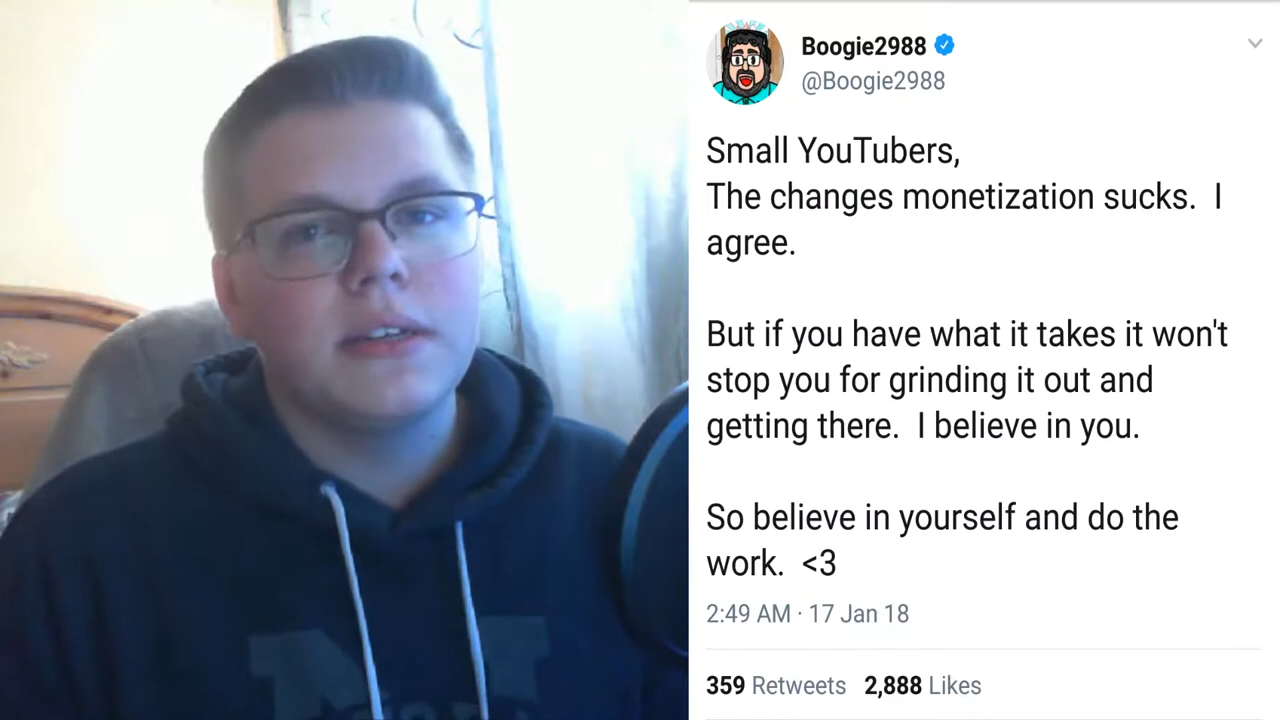 Boogie2988
@Boogie2988
Small YouTubers,
The changes monetization sucks. I
agree.
But if you have what it takes it won't
stop you for grinding it out and
getting there. I believe in you.
So believe in yourself and do the
work. <3
2:49 AM · 17 Jan 18
359 Retweets 2,888 Likes